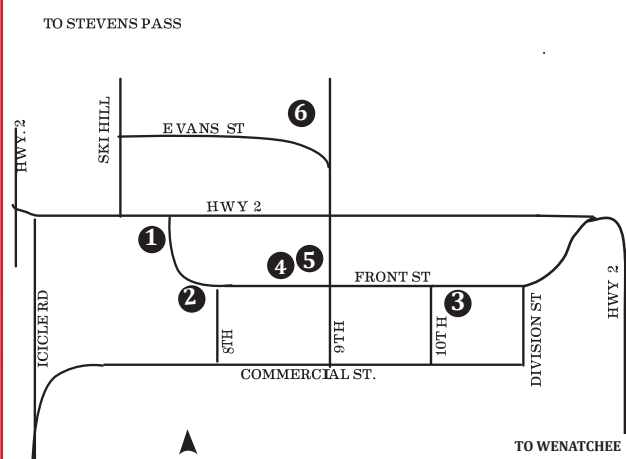 TO STEVENS PASS
HWY. 2
SKI HILL
EVANS ST
6
HWY 2
1
4
5
FRONT ST
2
3
HWY 2
ICICLE RD
8TH
9TH
10TH
DIVISION ST
COMMERCIAL ST.
TO WENATCHEE